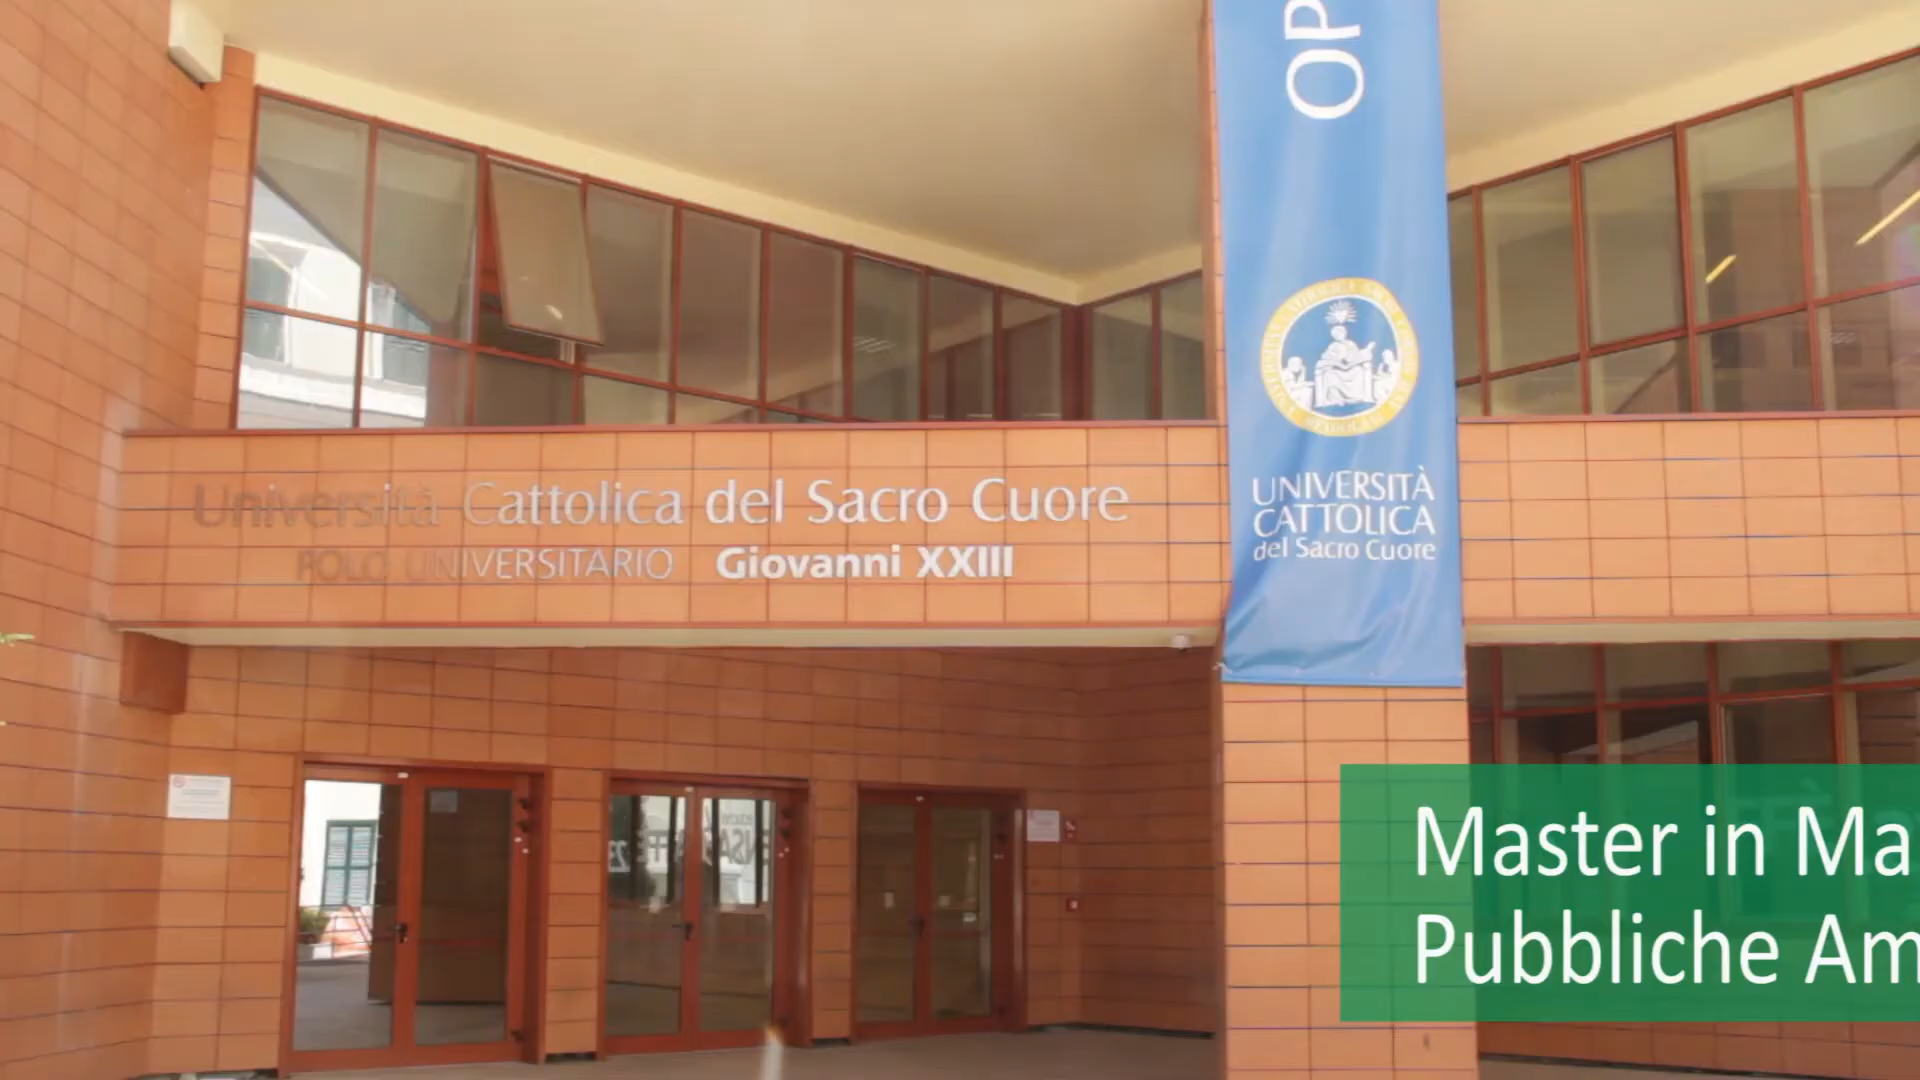 OP
UNIVERSITÀ
CATTOLICA
del Sacro Cuore
Università Cattolica del Sacro Cuore
POLO UNIVERSITARIO Giovanni XXIII
Master in Ma
Pubbliche Am